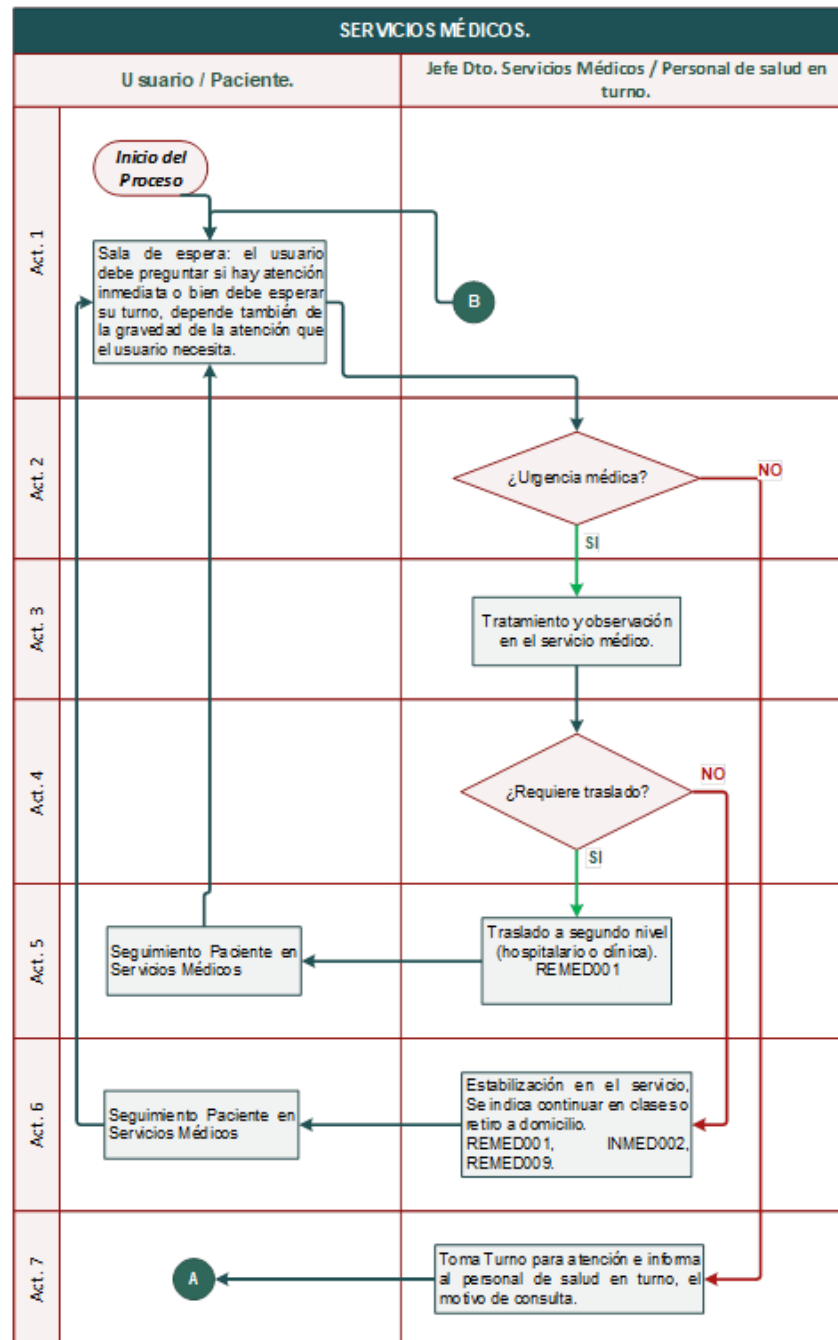 SERVICIOS MÉDICOS.
Usuario / Paciente.
Jefe Dto. Servicios Médicos / Personal de salud en
turno.
Act. 1
Inicio del
Proceso
Sala de espera: el usuario
debe preguntar si hay atención
inmediata o bien debe esperar
su turno, depende también de
la gravedad de la atención que
el usuario necesita.
B
Act. 2
¿Urgencia médica?
NO
SI
Act. 3
Tratamiento y observación
en el servicio médico.
Act. 4
¿Requiere traslado?
NO
SI
Act. 5
Seguimiento Paciente en
Servicios Médicos
Traslado a segundo nivel
(hospitalario o clínica).
REMED001
Act. 6
Seguimiento Paciente en
Servicios Médicos
Estabilización en el servicio,
Se indica continuar en clases o
retiro a domicilio.
REMED001, INMED002,
REMED009.
Act. 7
A
Toma Turno para atención e informa
al personal de salud en turno, el
motivo de consulta.